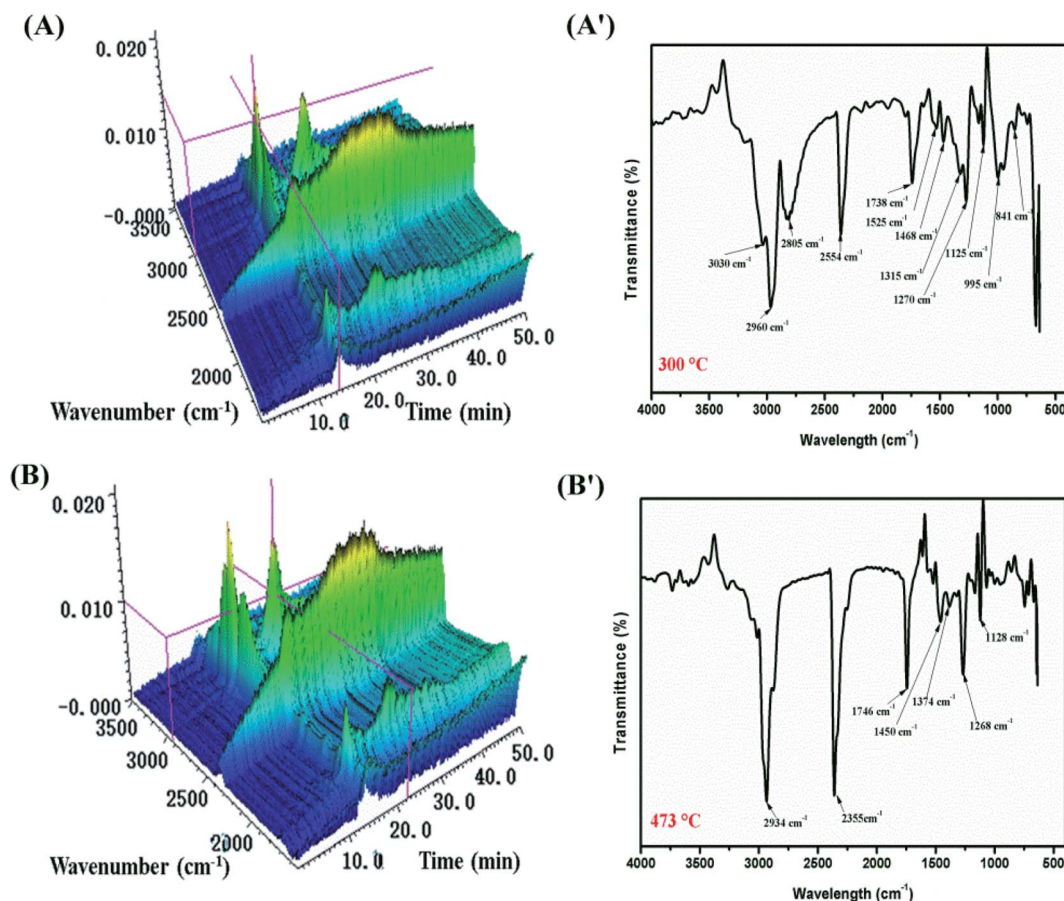 (A)
0.020
0.010
-0.000
3500
3000
2500
2000
Wavenumber (cm-1)
10.0
20.0
30.0
40.0
50.0
Time (min)
(A')
Transmittance (%)
3030 cm-1
2960 cm-1
2805 cm-1
2554 cm-1
1738 cm-1
1525 cm-1
1468 cm-1
1315 cm-1
1270 cm-1
1125 cm-1
995 cm-1
841 cm-1
300 °C
4000 3500 3000 2500 2000 1500 1000 500
Wavelength (cm-1)
(B)
0.020
0.010
-0.000
3500
3000
2500
2000
Wavenumber (cm-1)
10.0
20.0
30.0
40.0
50.0
Time (min)
(B')
Transmittance (%)
2934 cm-1
2355cm-1
1746 cm-1
1450 cm-1
1374 cm-1
1268 cm-1
1128 cm-1
473 °C
4000 3500 3000 2500 2000 1500 1000 500
Wavelength (cm-1)